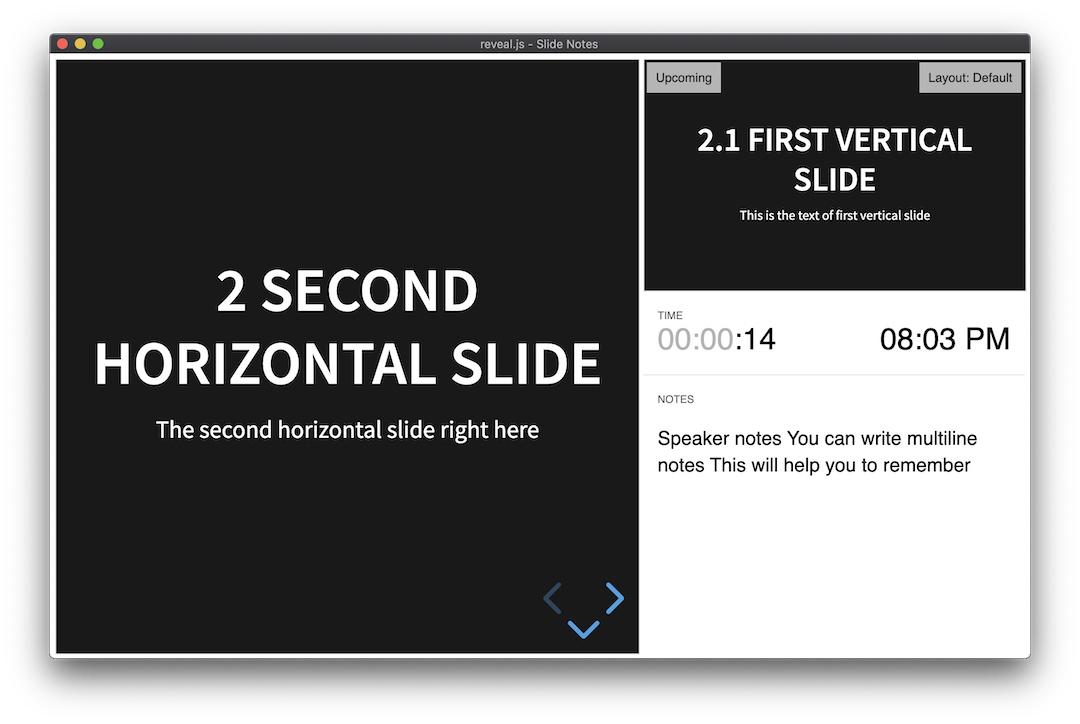 reveal.js - Slide Notes
2 SECOND
HORIZONTAL SLIDE
The second horizontal slide right here
Upcoming
Layout: Default
2.1 FIRST VERTICAL
SLIDE
This is the text of first vertical slide
TIME
00:00:14
08:03 PM
NOTES
Speaker notes You can write multiline
notes This will help you to remember